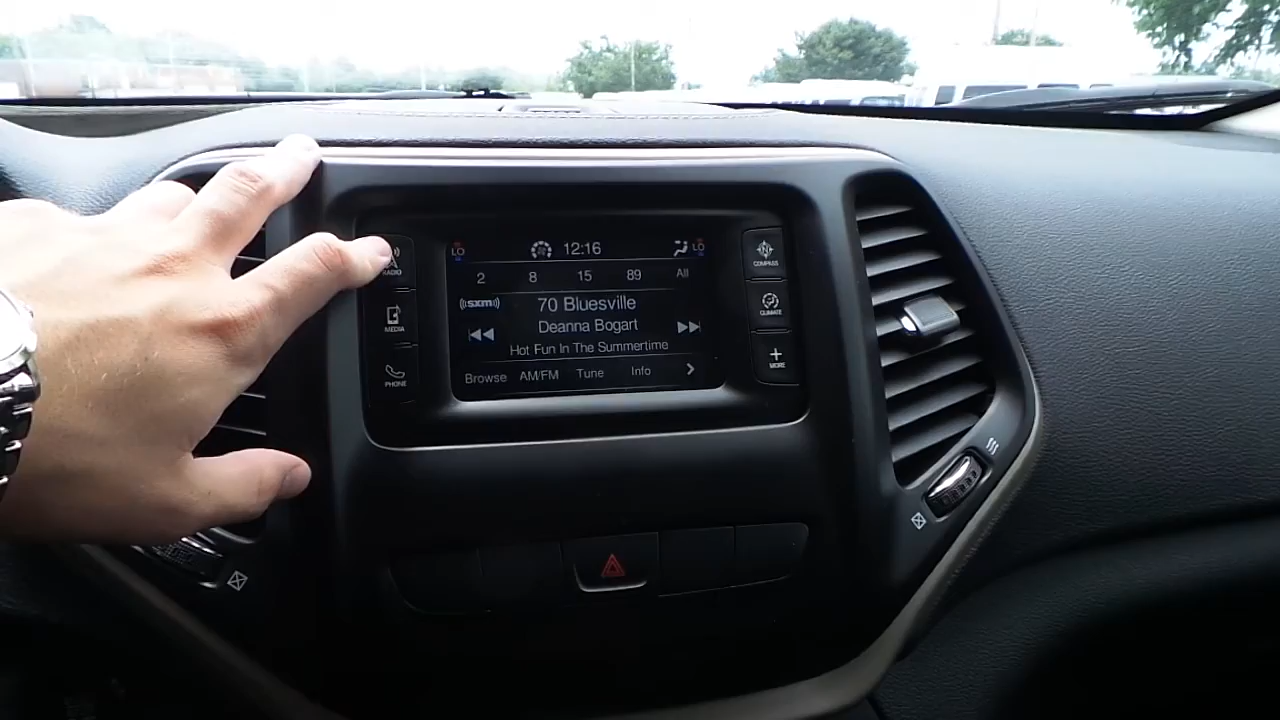 LO 12:16 LO
2 8 15 89 All
((SXM)) 70 Bluesville
Deanna Bogart
Hot Fun In The Summertime
Browse AM/FM Tune Info
RADIO
MEDIA
PHONE
COMPASS
CLIMATE
MORE